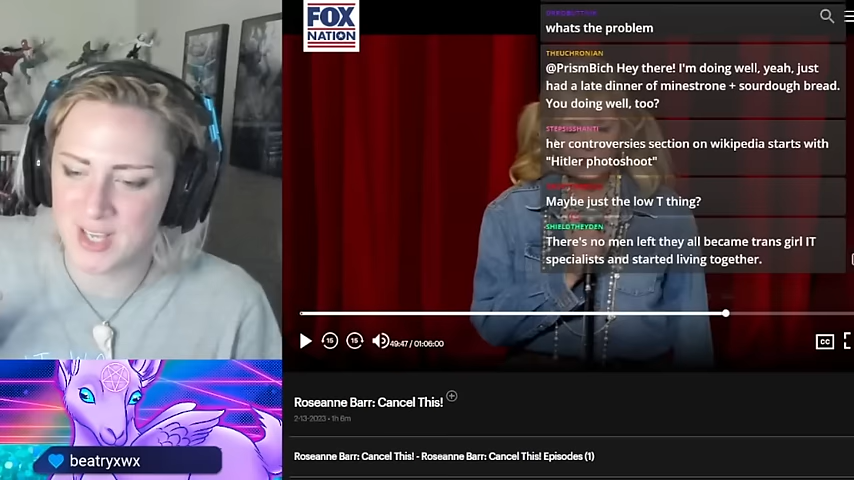 FOX
NATION
whats the problem
THEUCHRONIAN
@PrismBich Hey there! I'm doing well, yeah, just
had a late dinner of minestrone + sourdough bread.
You doing well, too?
STEPSISSHANTI
her controversies section on wikipedia starts with
"Hitler photoshoot"
Maybe just the low T thing?
SHIELDTHEYDEN
There's no men left they all became trans girl IT
specialists and started living together.
15
15
49:47 / 01:06:00
CC
Roseanne Barr: Cancel This!
2-13-2023 • 1h 6m
Roseanne Barr: Cancel This! - Roseanne Barr: Cancel This! Episodes (1)
beatryxwx